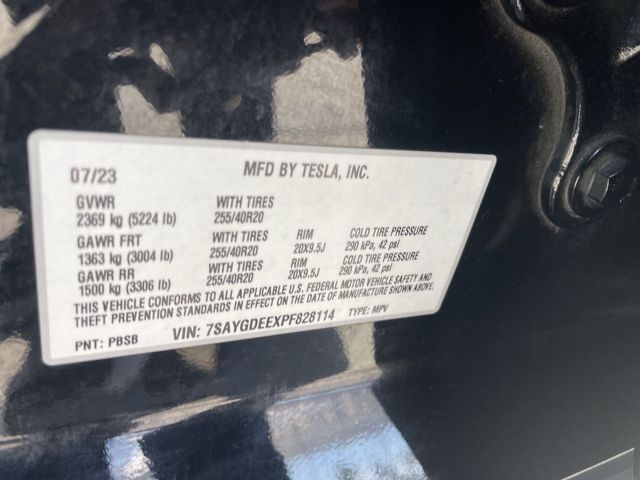 07/23 MFD BY TESLA, INC.
GVWR WITH TIRES
2369 kg (5224 lb) 255/40R20
GAWR FRT WITH TIRES RIM COLD TIRE PRESSURE
1363 kg (3004 lb) 255/40R20 20X9.5J 290 kPa, 42 psi
GAWR RR WITH TIRES RIM COLD TIRE PRESSURE
1500 kg (3306 lb) 255/40R20 20X9.5J 290 kPa, 42 psi
THIS VEHICLE CONFORMS TO ALL APPLICABLE U.S. FEDERAL MOTOR VEHICLE SAFETY AND
THEFT PREVENTION STANDARDS IN EFFECT ON THE DATE OF MANUFACTURE SHOWN ABOVE.
PNT: PBSB VIN: 7SAYGDEEXPF828114 TYPE: MPV